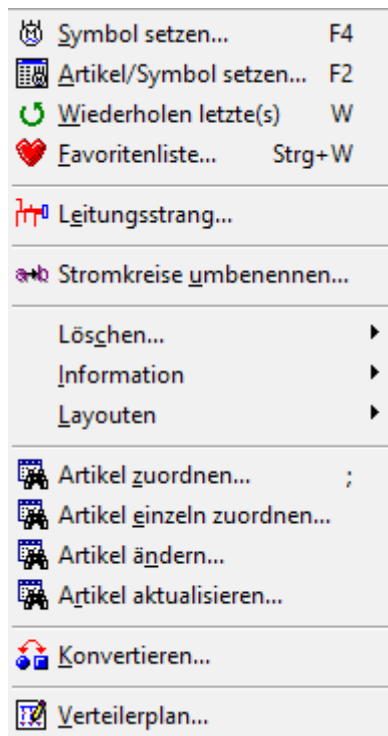 Symbol setzen... F4
Artikel/Symbol setzen... F2
Wiederholen letzte(s) W
Favoritenliste... Strg+W
Leitungsstrang...
a→b Stromkreise umbenennen...
Löschen...
Information
Layouten
Artikel zuordnen... ;
Artikel einzeln zuordnen...
Artikel ändern...
Artikel aktualisieren...
Konvertieren...
Verteilerplan...